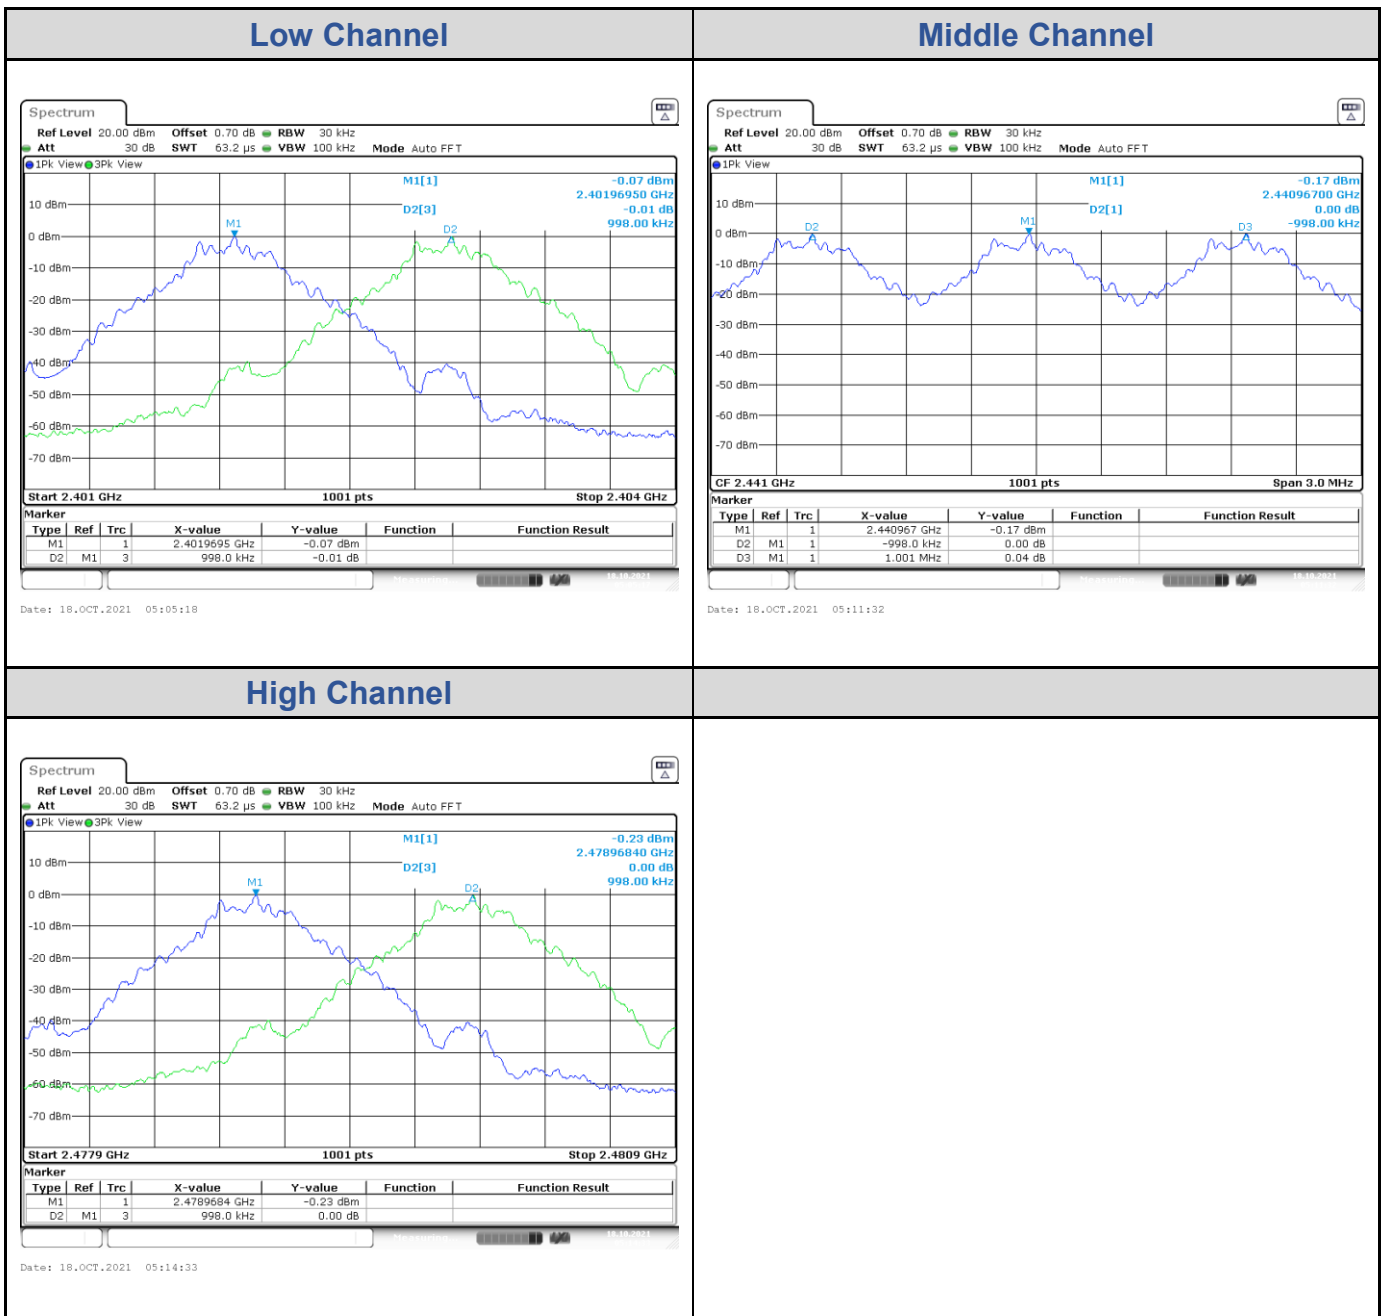 Low Channel
Middle Channel
Spectrum
Ref Level 20.00 dBm Offset 0.70 dB RBW 30 kHz
Att 30 dB SWT 63.2 µs VBW 100 kHz Mode Auto FFT
1Pk View 3Pk View
M1[1] -0.07 dBm
2.40196950 GHz
D2[3] -0.01 dB
998.00 kHz
M1
D2
10 dBm
0 dBm
-10 dBm
-20 dBm
-30 dBm
-40 dBm
-50 dBm
-60 dBm
-70 dBm
Start 2.401 GHz 1001 pts Stop 2.404 GHz
Marker
Type Ref Trc X-value Y-value Function Function Result
M1 1 2.4019695 GHz -0.07 dBm
D2 M1 3 998.0 kHz -0.01 dB
Measuring 18.10.2021
Date: 18.OCT.2021 05:05:18
Spectrum
Ref Level 20.00 dBm Offset 0.70 dB RBW 30 kHz
Att 30 dB SWT 63.2 µs VBW 100 kHz Mode Auto FFT
1Pk View
M1[1] -0.17 dBm
2.44096700 GHz
D2[1] 0.00 dB
-998.00 kHz
D2
M1
D3
10 dBm
0 dBm
-10 dBm
-20 dBm
-30 dBm
-40 dBm
-50 dBm
-60 dBm
-70 dBm
CF 2.441 GHz 1001 pts Span 3.0 MHz
Marker
Type Ref Trc X-value Y-value Function Function Result
M1 1 2.440967 GHz -0.17 dBm
D2 M1 1 -998.0 kHz 0.00 dB
D3 M1 1 1.001 MHz 0.04 dB
Measuring 18.10.2021
Date: 18.OCT.2021 05:11:32
High Channel
Spectrum
Ref Level 20.00 dBm Offset 0.70 dB RBW 30 kHz
Att 30 dB SWT 63.2 µs VBW 100 kHz Mode Auto FFT
1Pk View 3Pk View
M1[1] -0.23 dBm
2.47896840 GHz
D2[3] 0.00 dB
998.00 kHz
M1
D2
10 dBm
0 dBm
-10 dBm
-20 dBm
-30 dBm
-40 dBm
-50 dBm
-60 dBm
-70 dBm
Start 2.4779 GHz 1001 pts Stop 2.4809 GHz
Marker
Type Ref Trc X-value Y-value Function Function Result
M1 1 2.4789684 GHz -0.23 dBm
D2 M1 3 998.0 kHz 0.00 dB
Measuring 18.10.2021
Date: 18.OCT.2021 05:14:33